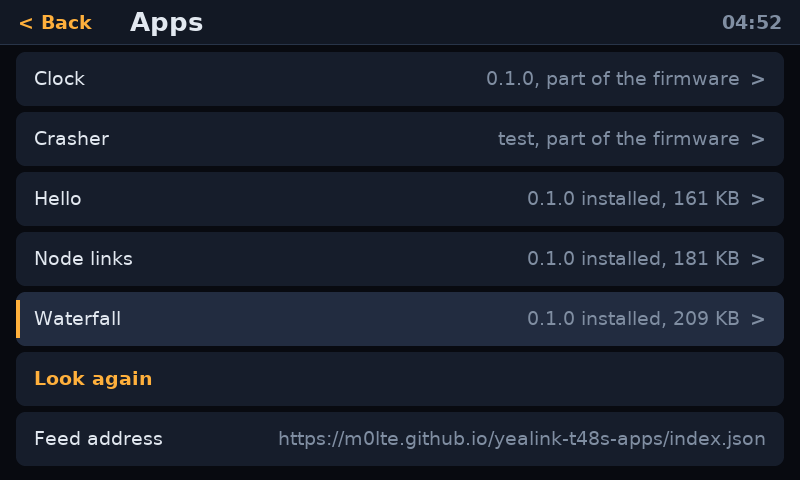 < Back Apps 04:52
Clock 0.1.0, part of the firmware >
Crasher test, part of the firmware >
Hello 0.1.0 installed, 161 KB >
Node links 0.1.0 installed, 181 KB >
Waterfall 0.1.0 installed, 209 KB >
Look again
Feed address https://m0lte.github.io/yealink-t48s-apps/index.json